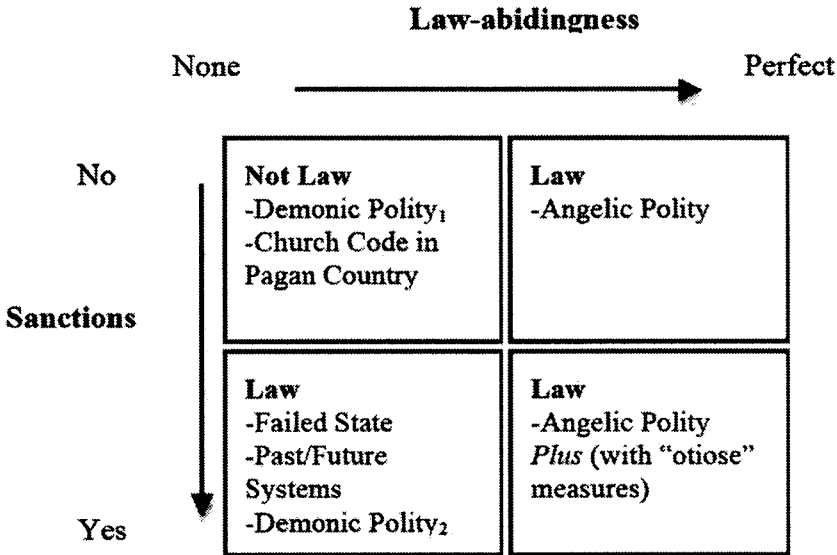 Law-abidingness
None
Perfect
No
Not Law
-Demonic Polity₁
-Church Code in
Pagan Country
Law
-Angelic Polity
Sanctions
Law
-Failed State
-Past/Future
Systems
-Demonic Polity₂
Law
-Angelic Polity
Plus (with “otiose”
measures)
Yes